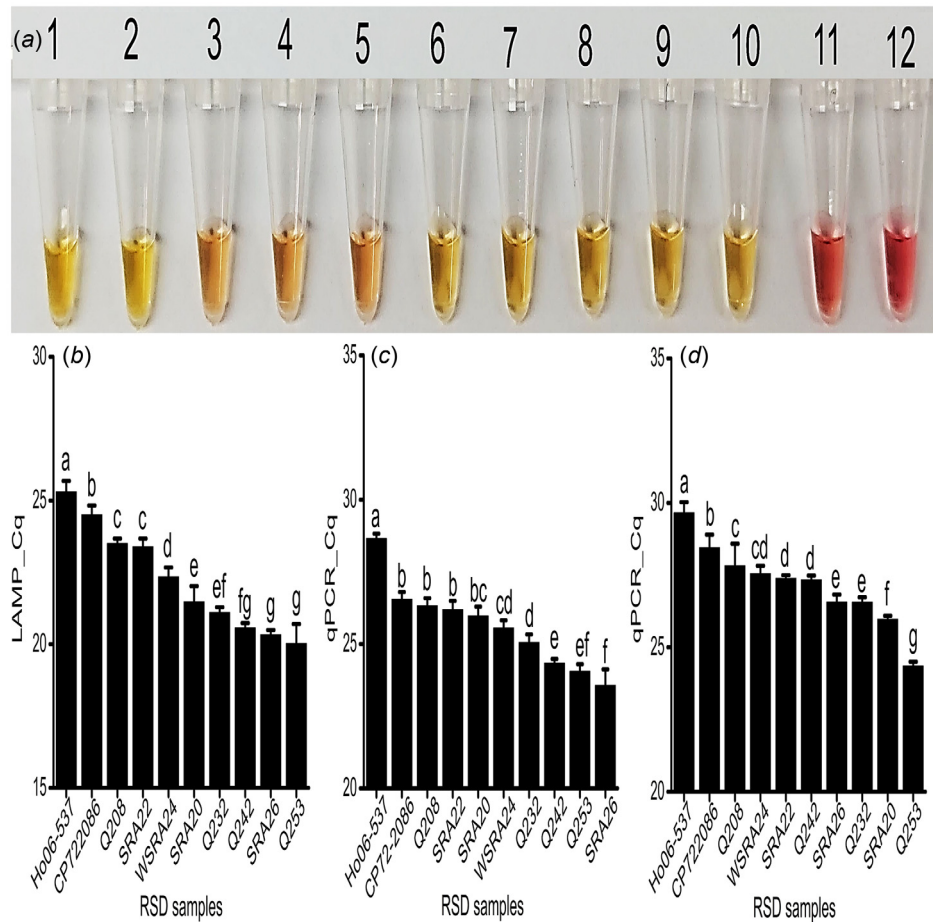 (a) 1 2 3 4 5 6 7 8 9 10 11 12
(b)
30
25
20
15
LAMP_Cq
a b c c d e ef fg g g
Ho06-537 CP722086 Q208 SRA22 WSRA24 SRA20 Q232 Q242 SRA26 Q253
RSD samples
(c)
35
30
25
20
qPCR_Cq
a b b b bc cd d e ef f
Ho06-537 CP72-2086 Q208 SRA22 SRA20 WSRA24 Q232 Q242 Q253 SRA26
RSD samples
(d)
35
30
25
20
qPCR_Cq
a b c cd d d e e f g
Ho06-537 CP722086 Q208 WSRA24 SRA22 Q242 SRA26 Q232 SRA20 Q253
RSD samples